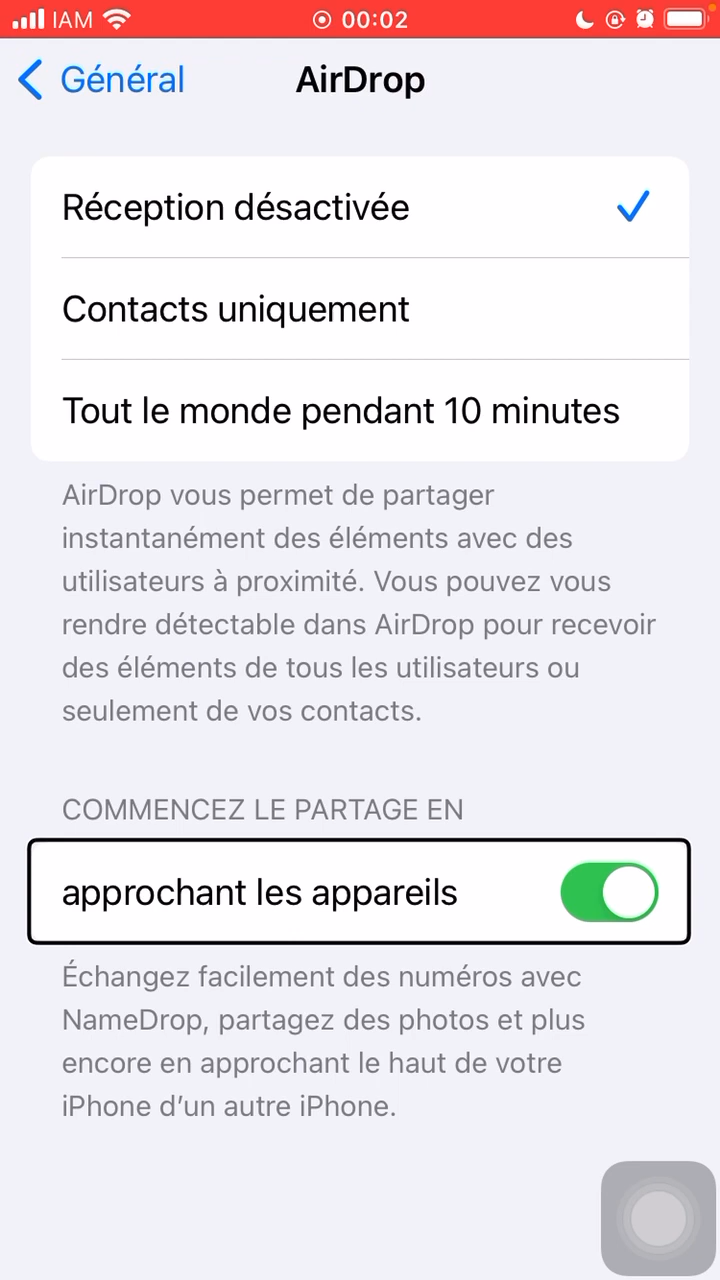 IAM 00:02
Général AirDrop
Réception désactivée
Contacts uniquement
Tout le monde pendant 10 minutes
AirDrop vous permet de partager
instantanément des éléments avec des
utilisateurs à proximité. Vous pouvez vous
rendre détectable dans AirDrop pour recevoir
des éléments de tous les utilisateurs ou
seulement de vos contacts.
COMMENCEZ LE PARTAGE EN
approchant les appareils
Échangez facilement des numéros avec
NameDrop, partagez des photos et plus
encore en approchant le haut de votre
iPhone d’un autre iPhone.